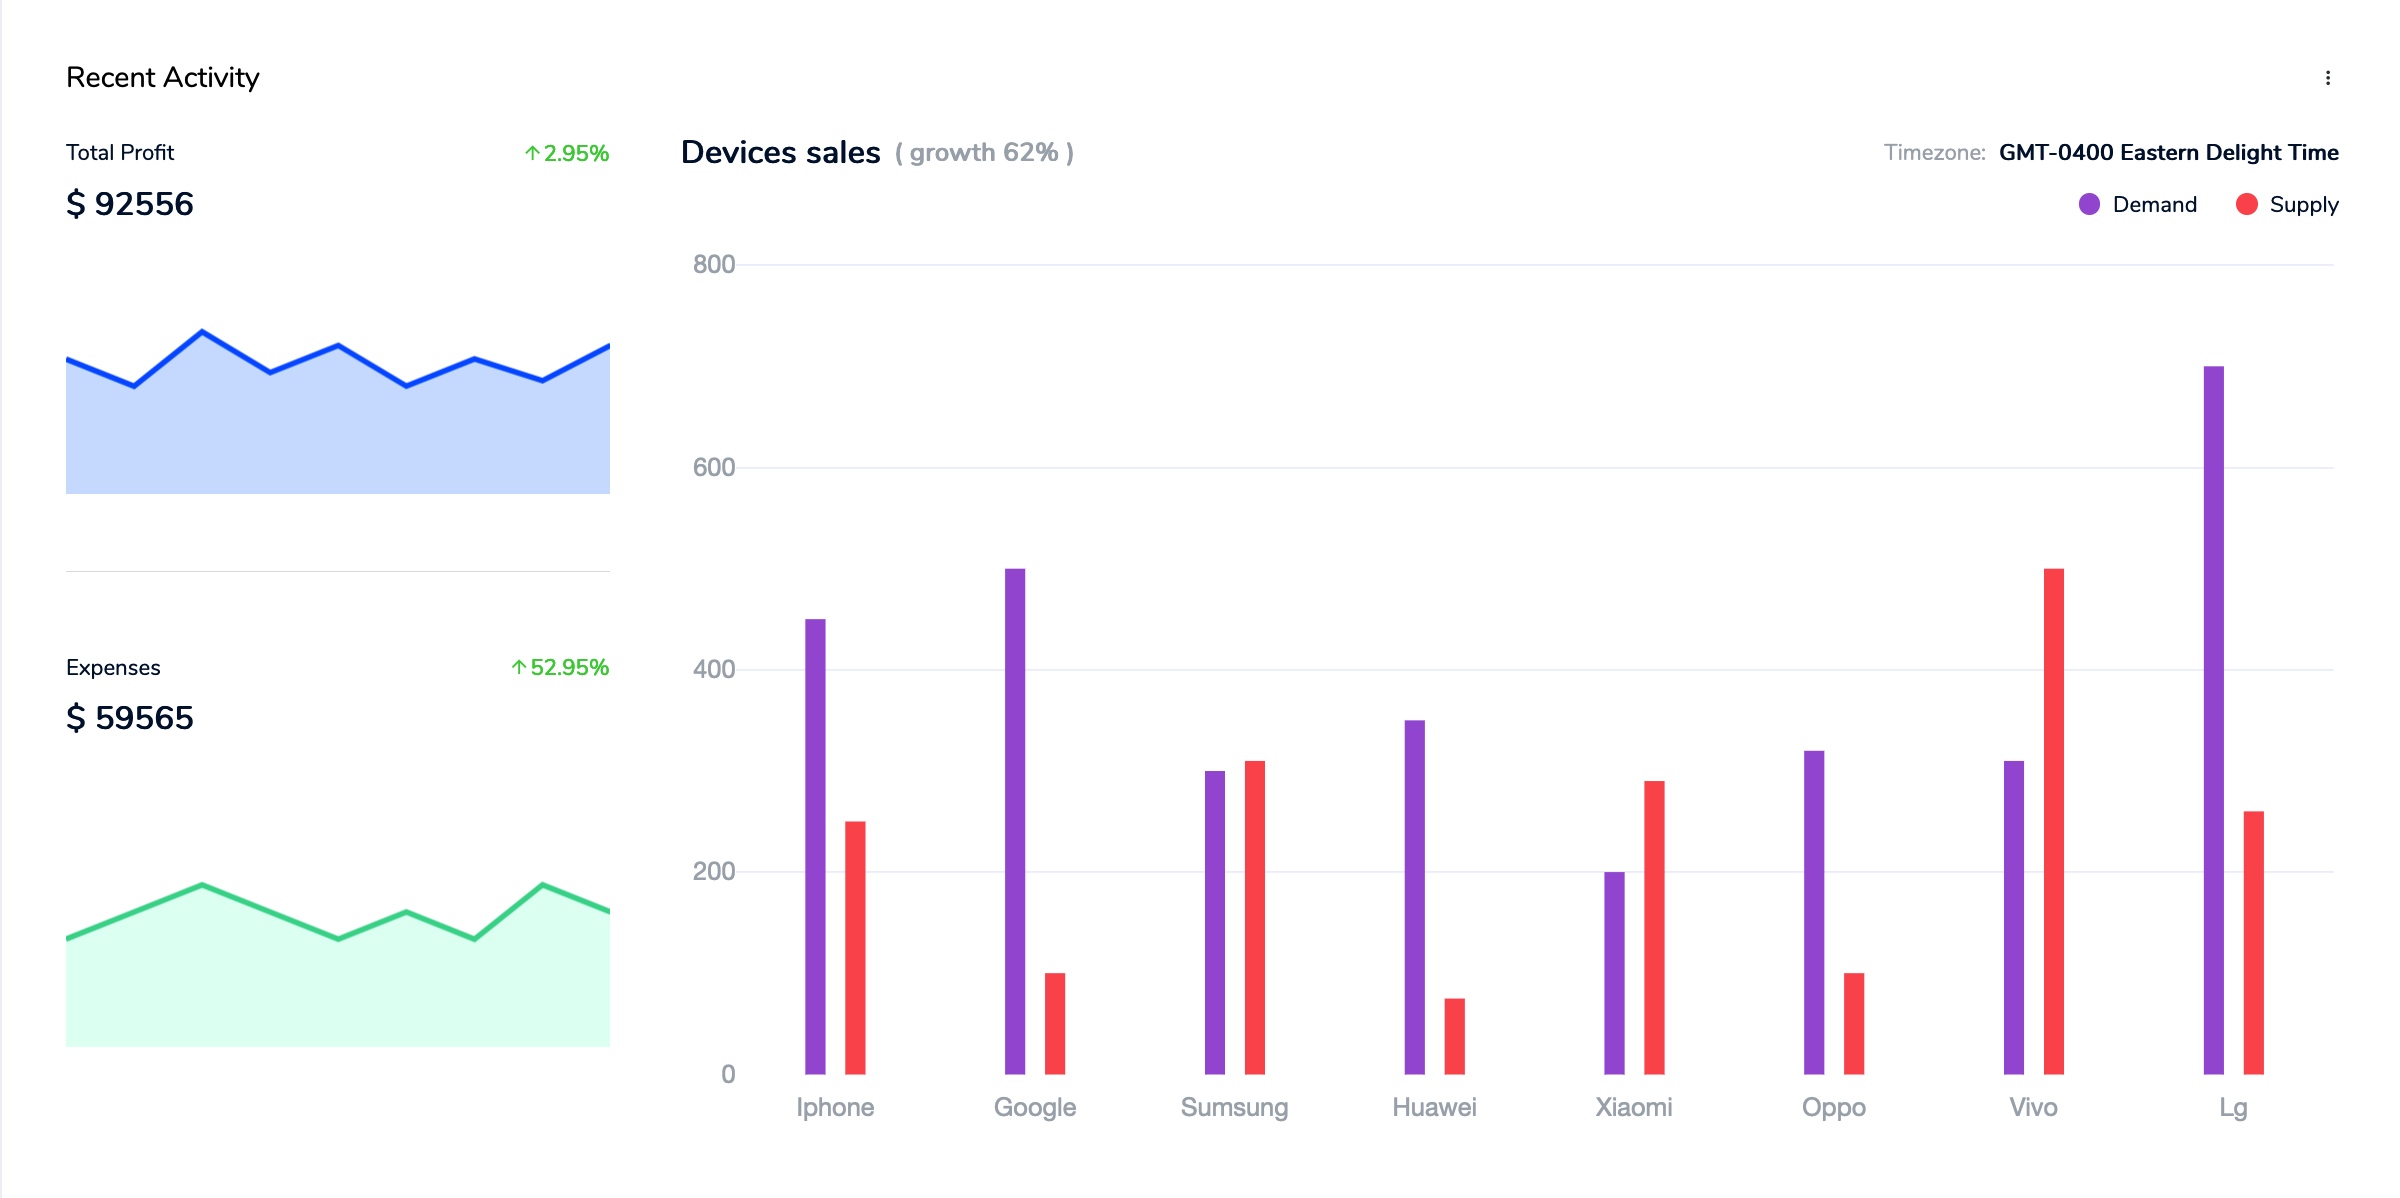 Recent Activity
Total Profit ↑2.95%
$ 92556
Expenses ↑52.95%
$ 59565
Devices sales ( growth 62% )
Timezone: GMT-0400 Eastern Delight Time
Demand Supply
800
600
400
200
0
Iphone Google Sumsung Huawei Xiaomi Oppo Vivo Lg